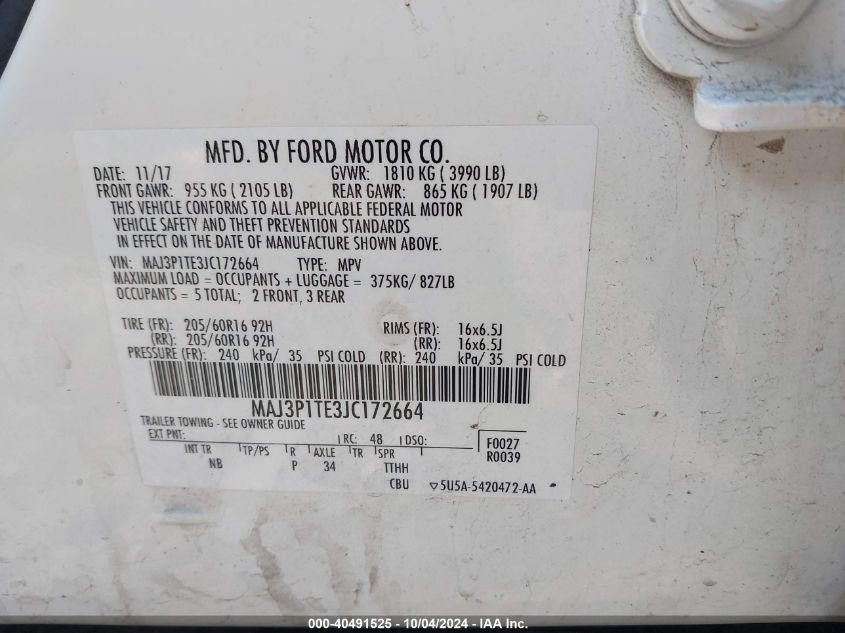 MFD. BY FORD MOTOR CO.
DATE: 11/17 GVWR: 1810 KG ( 3990 LB)
FRONT GAWR: 955 KG ( 2105 LB) REAR GAWR: 865 KG ( 1907 LB)
THIS VEHICLE CONFORMS TO ALL APPLICABLE FEDERAL MOTOR
VEHICLE SAFETY AND THEFT PREVENTION STANDARDS
IN EFFECT ON THE DATE OF MANUFACTURE SHOWN ABOVE.
VIN: MAJ3P1TE3JC172664 TYPE: MPV
MAXIMUM LOAD = OCCUPANTS + LUGGAGE = 375KG/ 827LB
OCCUPANTS = 5 TOTAL; 2 FRONT, 3 REAR
TIRE (FR): 205/60R16 92H RIMS (FR): 16x6.5J
(RR): 205/60R16 92H (RR): 16x6.5J
PRESSURE (FR): 240 kPa/ 35 PSI COLD (RR): 240 kPa/ 35 PSI COLD
MAJ3P1TE3JC172664
TRAILER TOWING - SEE OWNER GUIDE
EXT PNT: RC: 48 DSO: F0027
R0039
INT TR TP/PS R AXLE TR SPR
NB P 34 TTHH
CBU ▽5U5A-5420472-AA
000-40491525 - 10/04/2024 - IAA Inc.